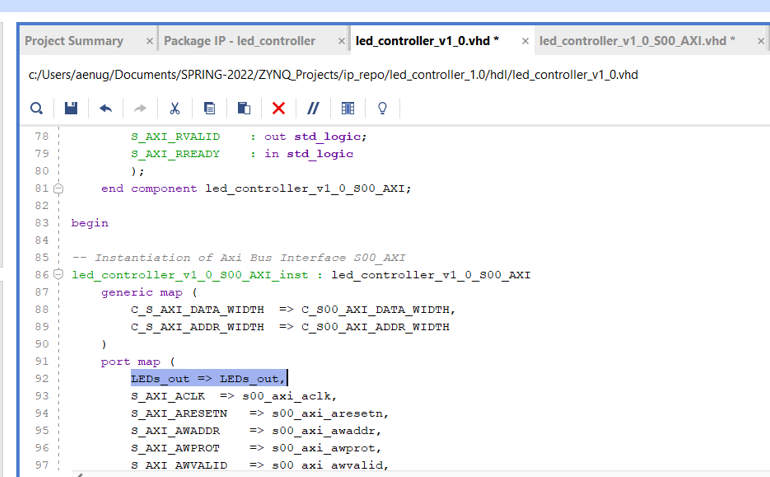 Project Summary × Package IP - led_controller × led_controller_v1_0.vhd * × led_controller_v1_0_S00_AXI.vhd * ×
c:/Users/aenug/Documents/SPRING-2022/ZYNQ_Projects/ip_repo/led_controller_1.0/hdl/led_controller_v1_0.vhd
78 S_AXI_RVALID : out std_logic;
79 S_AXI_RREADY : in std_logic
80 );
81 end component led_controller_v1_0_S00_AXI;
82
83 begin
84
85 -- Instantiation of Axi Bus Interface S00_AXI
86 led_controller_v1_0_S00_AXI_inst : led_controller_v1_0_S00_AXI
87 generic map (
88 C_S_AXI_DATA_WIDTH => C_S00_AXI_DATA_WIDTH,
89 C_S_AXI_ADDR_WIDTH => C_S00_AXI_ADDR_WIDTH
90 )
91 port map (
92 LEDs_out => LEDs_out,
93 S_AXI_ACLK => s00_axi_aclk,
94 S_AXI_ARESETN => s00_axi_aresetn,
95 S_AXI_AWADDR => s00_axi_awaddr,
96 S_AXI_AWPROT => s00_axi_awprot,
97 S_AXI_AWVALID => s00_axi_awvalid,